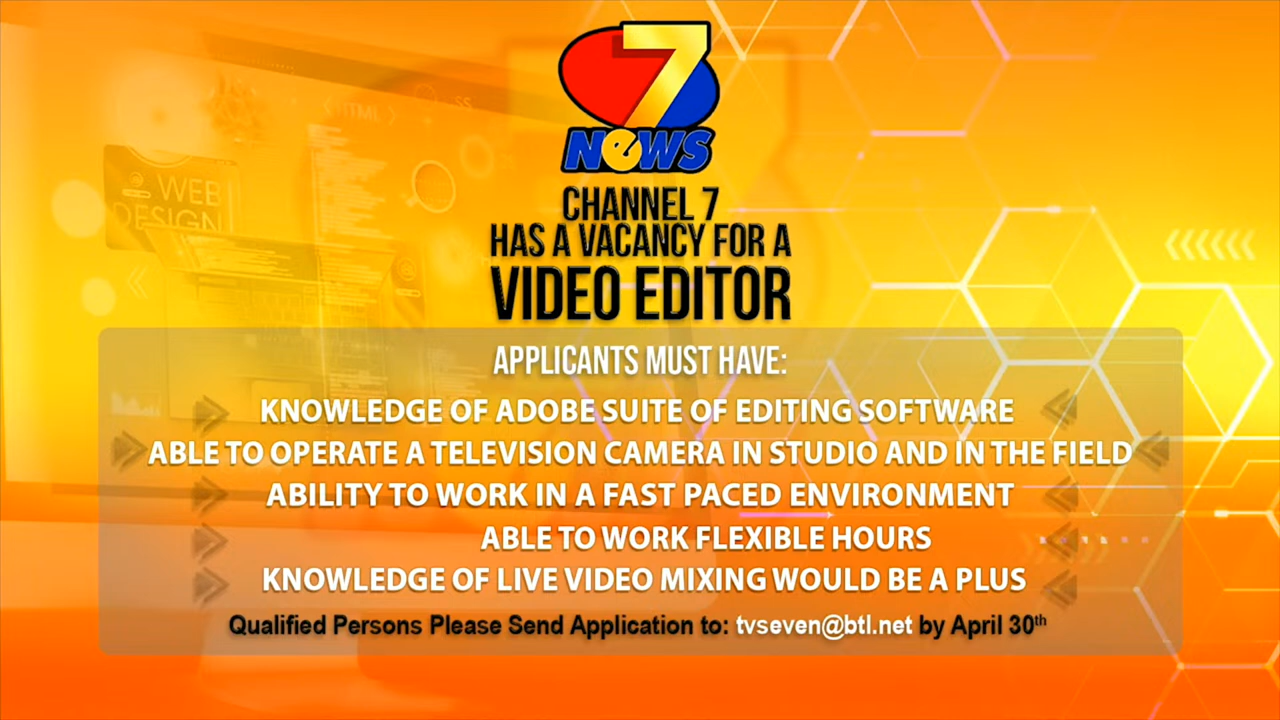 7
NEWS
CHANNEL 7
HAS A VACANCY FOR A
VIDEO EDITOR
APPLICANTS MUST HAVE:
KNOWLEDGE OF ADOBE SUITE OF EDITING SOFTWARE
ABLE TO OPERATE A TELEVISION CAMERA IN STUDIO AND IN THE FIELD
ABILITY TO WORK IN A FAST PACED ENVIRONMENT
ABLE TO WORK FLEXIBLE HOURS
KNOWLEDGE OF LIVE VIDEO MIXING WOULD BE A PLUS
Qualified Persons Please Send Application to: tvseven@btl.net by April 30th
< HTML >
WEB
DESIGN